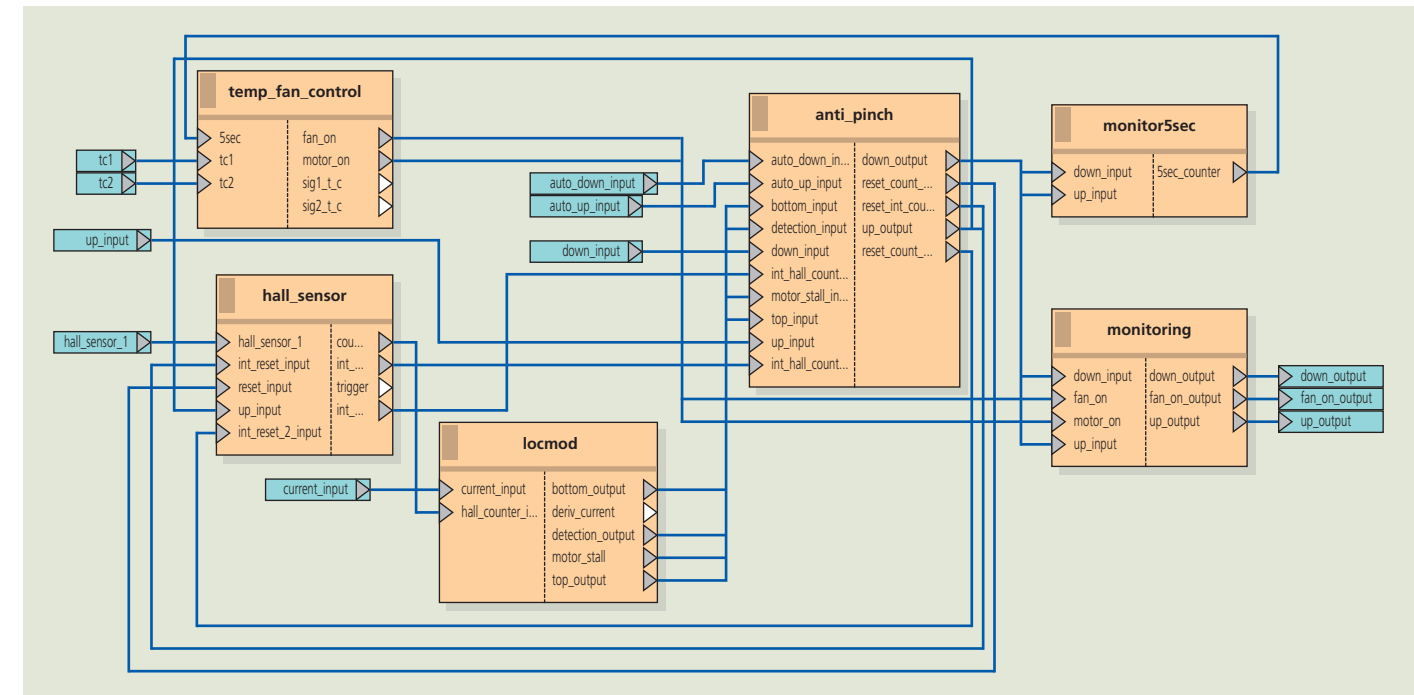 temp_fan_control
5sec
tc1
tc2
fan_on
motor_on
sig1_t_c
sig2_t_c
tc1
tc2
up_input
hall_sensor
hall_sensor_1
int_reset_input
reset_input
up_input
int_reset_2_input
cou...
int_...
trigger
int_...
hall_sensor_1
current_input
locmod
current_input
hall_counter_i...
bottom_output
deriv_current
detection_output
motor_stall
top_output
auto_down_input
auto_up_input
down_input
anti_pinch
auto_down_in...
auto_up_input
bottom_input
detection_input
down_input
int_hall_count...
motor_stall_in...
top_input
up_input
int_hall_count...
down_output
reset_count_...
reset_int_cou...
up_output
reset_count_...
monitor5sec
down_input
up_input
5sec_counter
monitoring
down_input
fan_on
motor_on
up_input
down_output
fan_on_output
up_output
down_output
fan_on_output
up_output